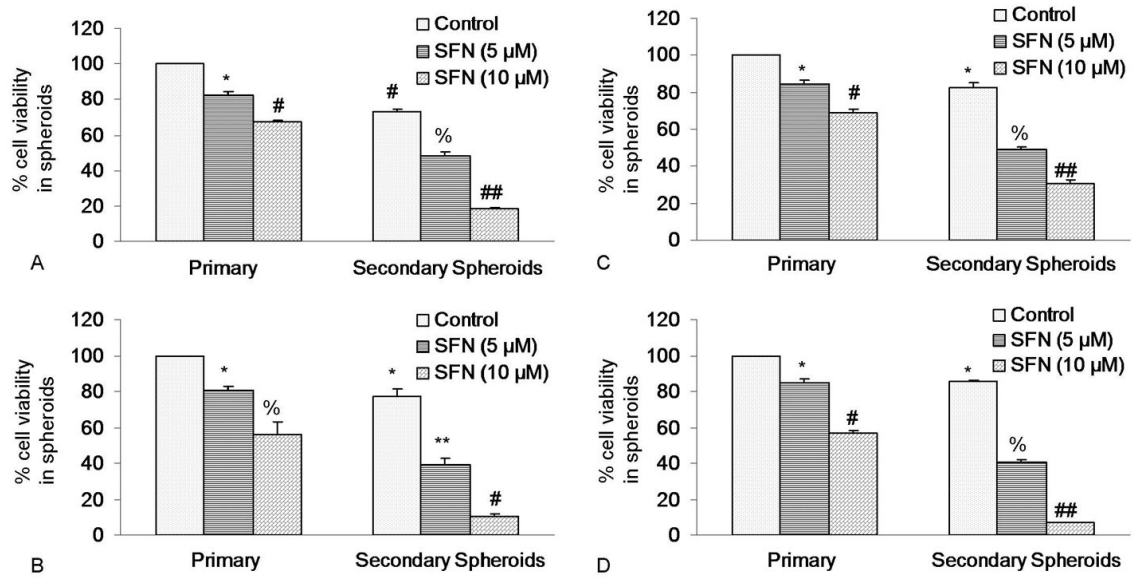 120
100
80
60
40
20
0
% cell viability
in spheroids
Control
SFN (5 µM)
SFN (10 µM)
*
#
#
%
##
Primary
Secondary Spheroids
A
120
100
80
60
40
20
0
% cell viability
in spheroids
Control
SFN (5 µM)
SFN (10 µM)
*
%
*
**
#
Primary
Secondary Spheroids
B
120
100
80
60
40
20
0
% cell viability
in spheroids
Control
SFN (5 µM)
SFN (10 µM)
*
#
*
%
##
Primary
Secondary Spheroids
C
120
100
80
60
40
20
0
% cell viability
in spheroids
Control
SFN (5 µM)
SFN (10 µM)
*
#
*
%
##
Primary
Secondary Spheroids
D